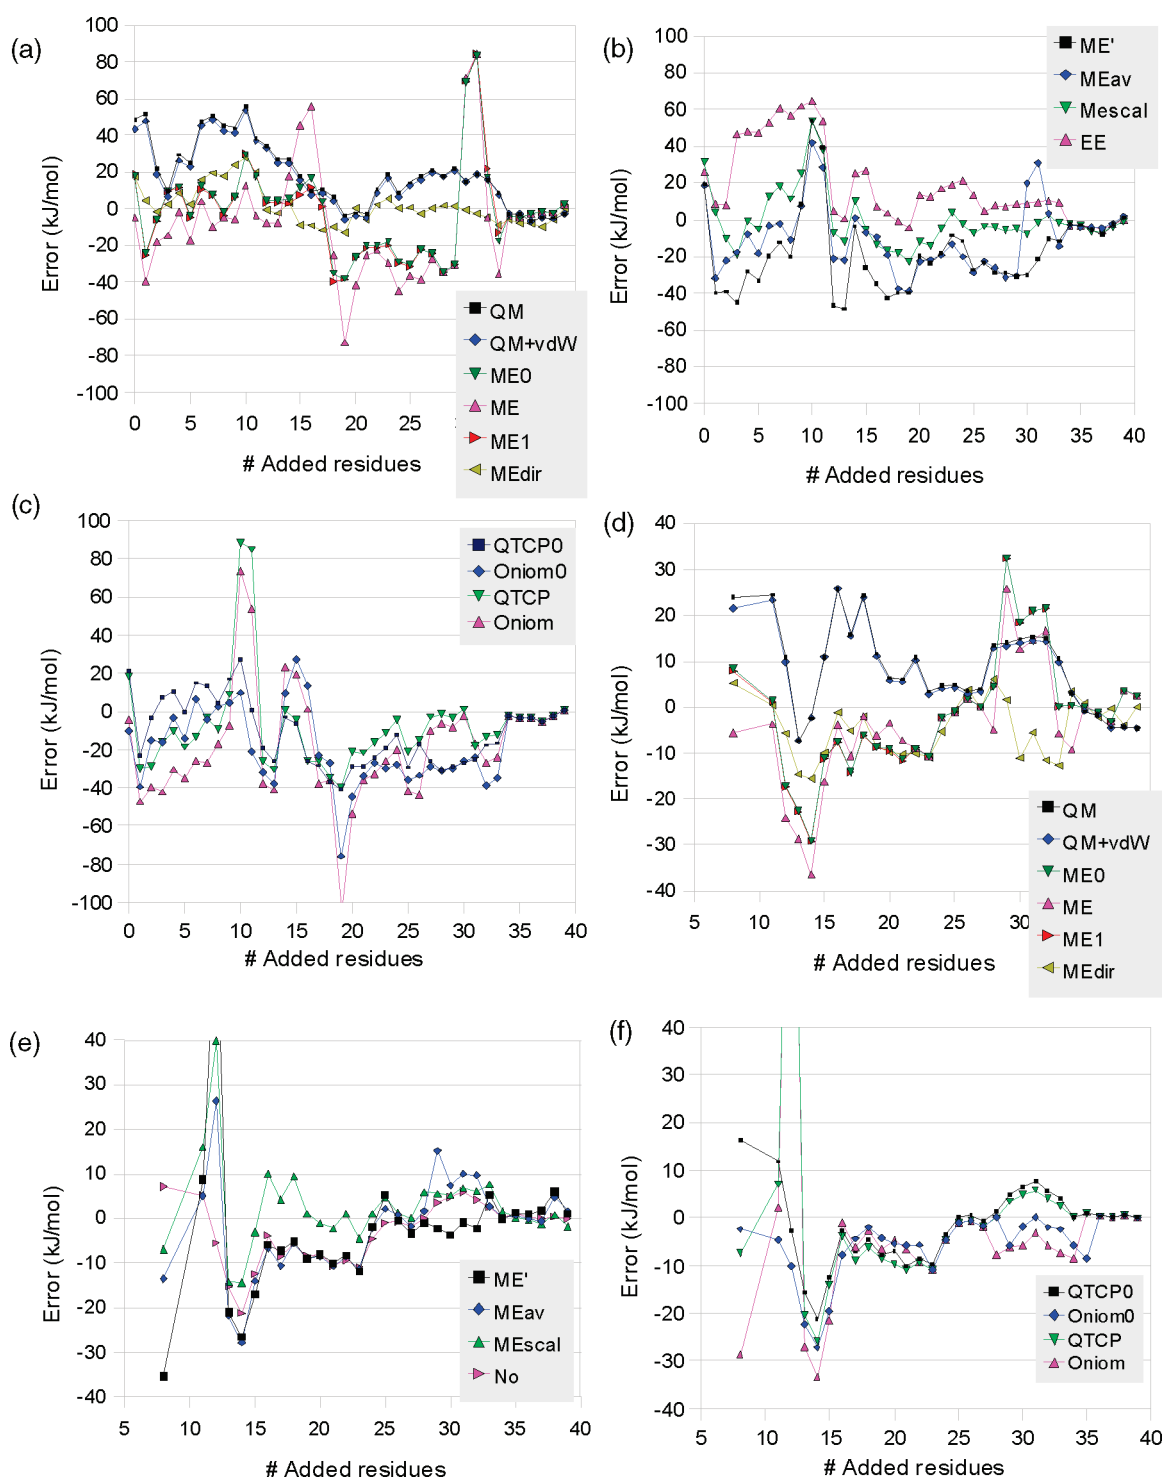 (a)
100
80
60
40
20
0
-20
-40
-60
-80
-100
Error (kJ/mol)
0 5 10 15 20 25
# Added residues
QM
QM+vdW
ME0
ME
ME1
MEdir
(b)
100
80
60
40
20
0
-20
-40
-60
-80
-100
Error (kJ/mol)
0 5 10 15 20 25 30 35 40
# Added residues
ME'
MEav
Mescal
EE
(c)
100
80
60
40
20
0
-20
-40
-60
-80
-100
Error (kJ/mol)
0 5 10 15 20 25 30 35 40
# Added residues
QTCP0
Oniom0
QTCP
Oniom
(d)
40
30
20
10
0
-10
-20
-30
-40
Error (kJ/mol)
5 10 15 20 25 30 35 40
# Added residues
QM
QM+vdW
ME0
ME
ME1
MEdir
(e)
40
30
20
10
0
-10
-20
-30
-40
Error (kJ/mol)
5 10 15 20 25 30 35 40
# Added residues
ME'
MEav
MEscal
No
(f)
40
30
20
10
0
-10
-20
-30
-40
Error (kJ/mol)
5 10 15 20 25 30 35 40
# Added residues
QTCP0
Oniom0
QTCP
Oniom